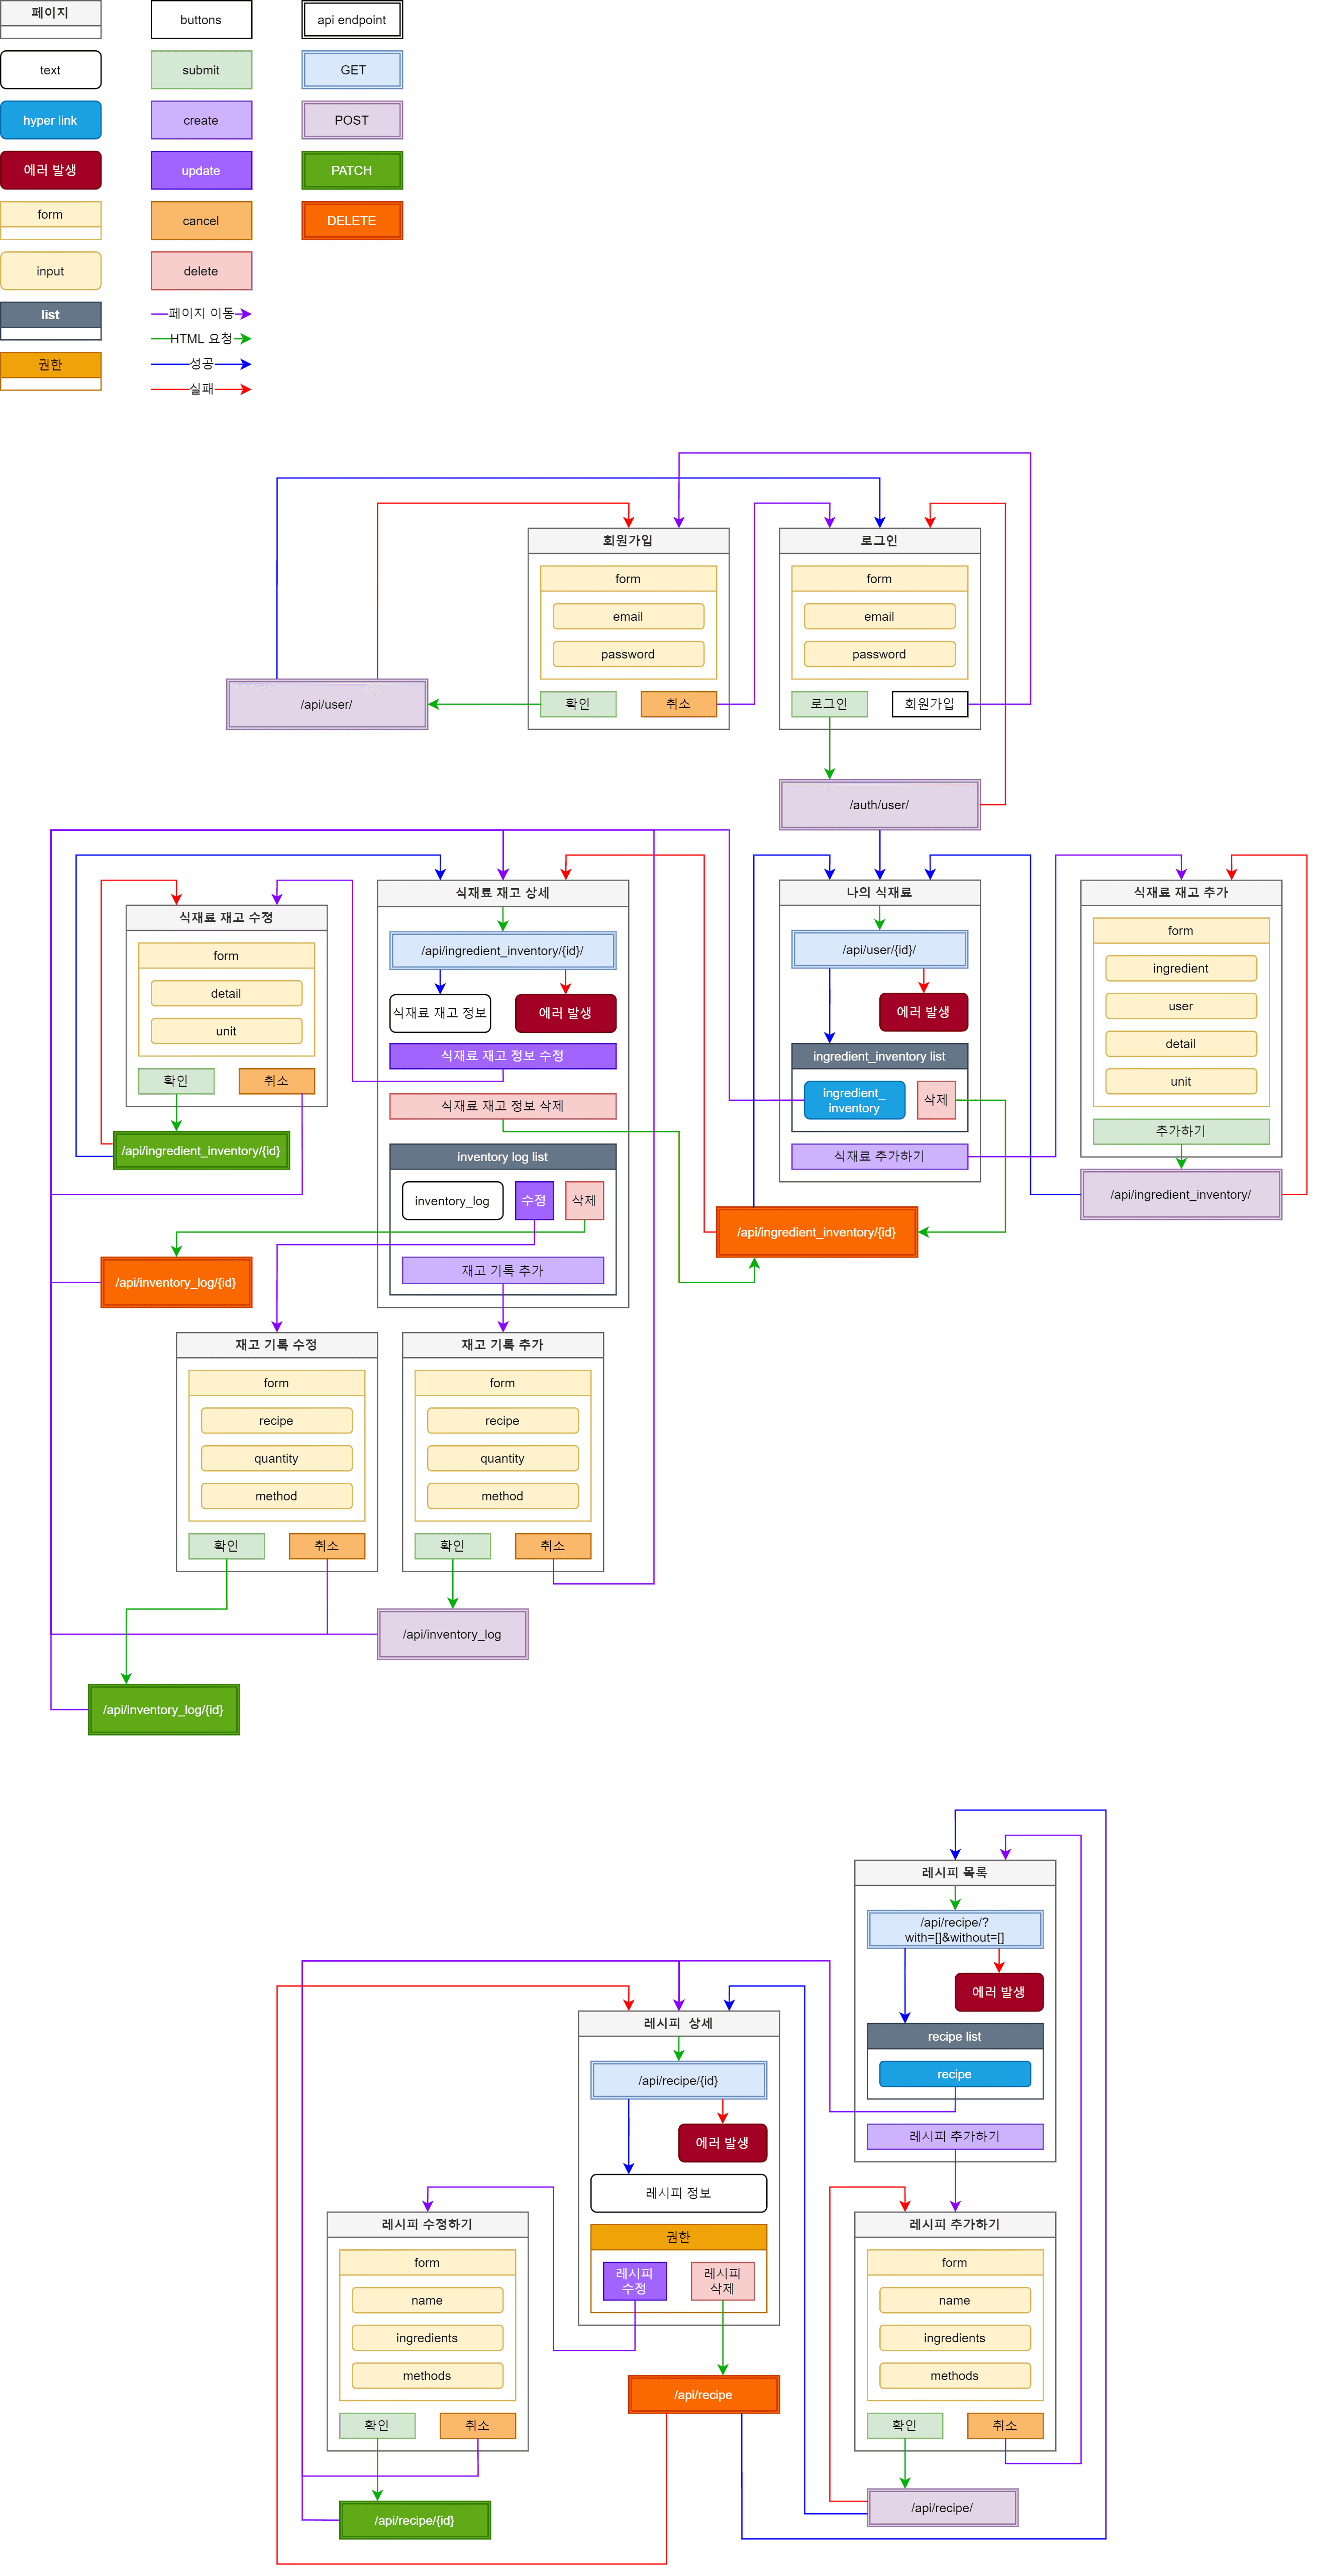 페이지
buttons
api endpoint
text
submit
GET
hyper link
create
POST
에러 발생
update
PATCH
form
cancel
DELETE
input
delete
list
페이지 이동
HTML 요청
권한
성공
실패
회원가입
form
email
password
확인
취소
로그인
form
email
password
로그인
회원가입
/api/user/
/auth/user/
식재료 재고 수정
form
detail
unit
확인
취소
/api/ingredient_inventory/{id}
식재료 재고 상세
/api/ingredient_inventory/{id}/
식재료 재고 정보
에러 발생
식재료 재고 정보 수정
식재료 재고 정보 삭제
inventory log list
inventory_log
수정
삭제
재고 기록 추가
나의 식재료
/api/user/{id}/
에러 발생
ingredient_inventory list
ingredient_
inventory
삭제
식재료 추가하기
식재료 재고 추가
form
ingredient
user
detail
unit
추가하기
/api/ingredient_inventory/
/api/ingredient_inventory/{id}
/api/inventory_log/{id}
재고 기록 수정
form
recipe
quantity
method
확인
취소
재고 기록 추가
form
recipe
quantity
method
확인
취소
/api/inventory_log
/api/inventory_log/{id}
레시피 목록
/api/recipe/?
with=[]&without=[]
에러 발생
recipe list
recipe
레시피 추가하기
레시피  상세
/api/recipe/{id}
에러 발생
레시피 정보
권한
레시피
수정
레시피
삭제
레시피 수정하기
form
name
ingredients
methods
확인
취소
/api/recipe/{id}
/api/recipe
레시피 추가하기
form
name
ingredients
methods
확인
취소
/api/recipe/